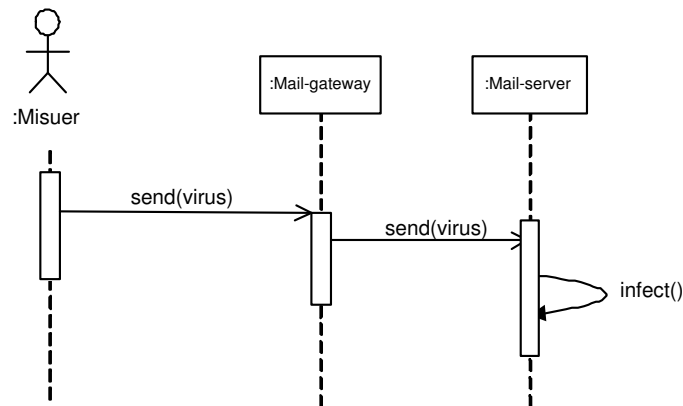 :Misuer
:Mail-gateway
:Mail-server
send(virus)
send(virus)
infect()